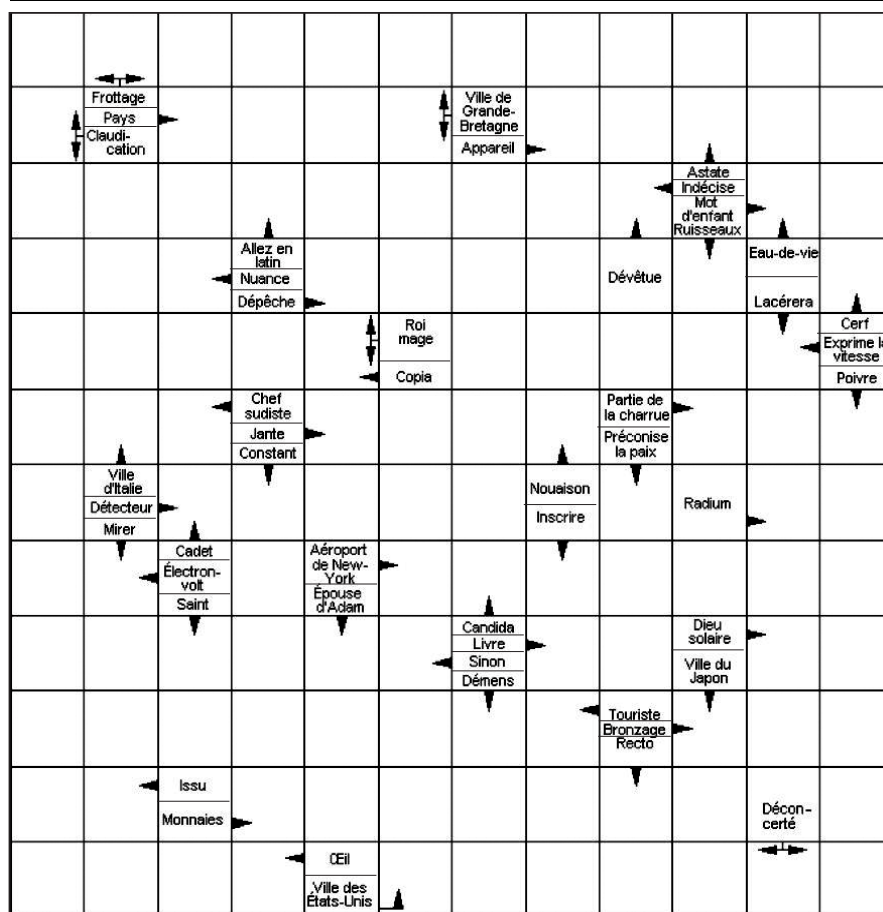 Frottage
Pays
Claudi-
cation
Ville de
Grande-
Bretagne
Appareil
Astate
Indécise
Mot
d'enfant
Ruisseaux
Allez en
latin
Nuance
Dépêche
Dévêtue
Eau-de-vie
Lacérera
Roi
mage
Copia
Cerf
Exprime la
vitesse
Poivre
Chef
sudiste
Jante
Constant
Partie de
la charrue
Préconise
la paix
Ville
d'Italie
Détecteur
Mirer
Nouaison
Inscrire
Radium
Cadet
Électron-
volt
Saint
Aéroport
de New-
York
Épouse
d'Adam
Candida
Livre
Sinon
Démens
Dieu
solaire
Ville du
Japon
Touriste
Bronzage
Recto
Issu
Monnaies
Décon-
certé
Œil
Ville des
États-Unis